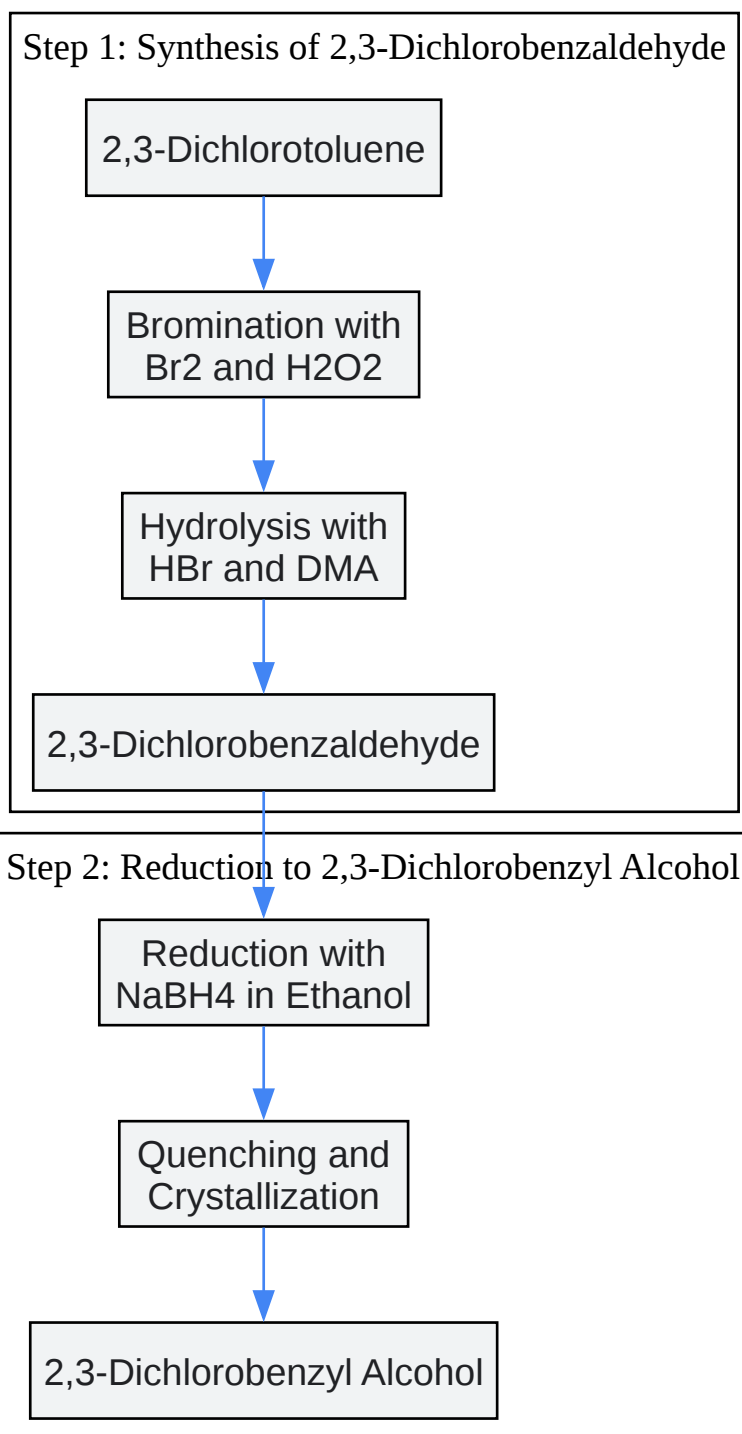 Step 1: Synthesis of 2,3-Dichlorobenzaldehyde
2,3-Dichlorotoluene
Bromination with
Br2 and H2O2
Hydrolysis with
HBr and DMA
2,3-Dichlorobenzaldehyde
Step 2: Reduction to 2,3-Dichlorobenzyl Alcohol
Reduction with
NaBH4 in Ethanol
Quenching and
Crystallization
2,3-Dichlorobenzyl Alcohol